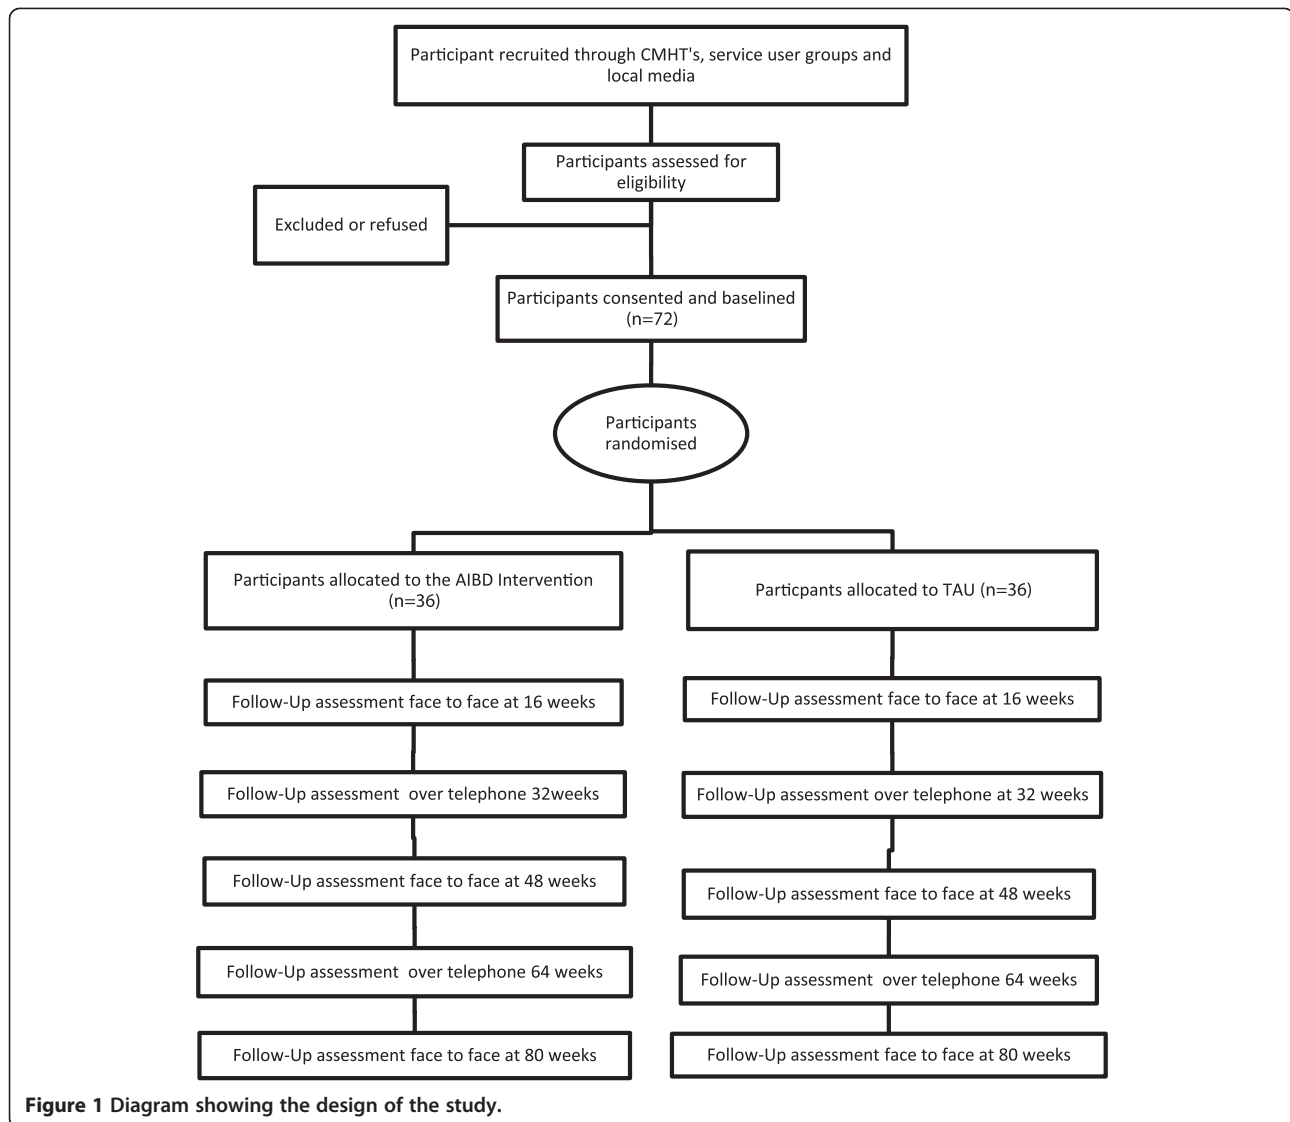 Participant recruited through CMHT's, service user groups and
local media
Participants assessed for
eligibility
Excluded or refused
Participants consented and baselined
(n=72)
Participants
randomised
Participants allocated to the AIBD Intervention
(n=36)
Particpants allocated to TAU (n=36)
Follow-Up assessment face to face at 16 weeks
Follow-Up assessment face to face at 16 weeks
Follow-Up assessment  over telephone 32weeks
Follow-Up assessment over telephone at 32 weeks
Follow-Up assessment face to face at 48 weeks
Follow-Up assessment face to face at 48 weeks
Follow-Up assessment  over telephone 64 weeks
Follow-Up assessment  over telephone 64 weeks
Follow-Up assessment face to face at 80 weeks
Follow-Up assessment face to face at 80 weeks
Figure 1 Diagram showing the design of the study.